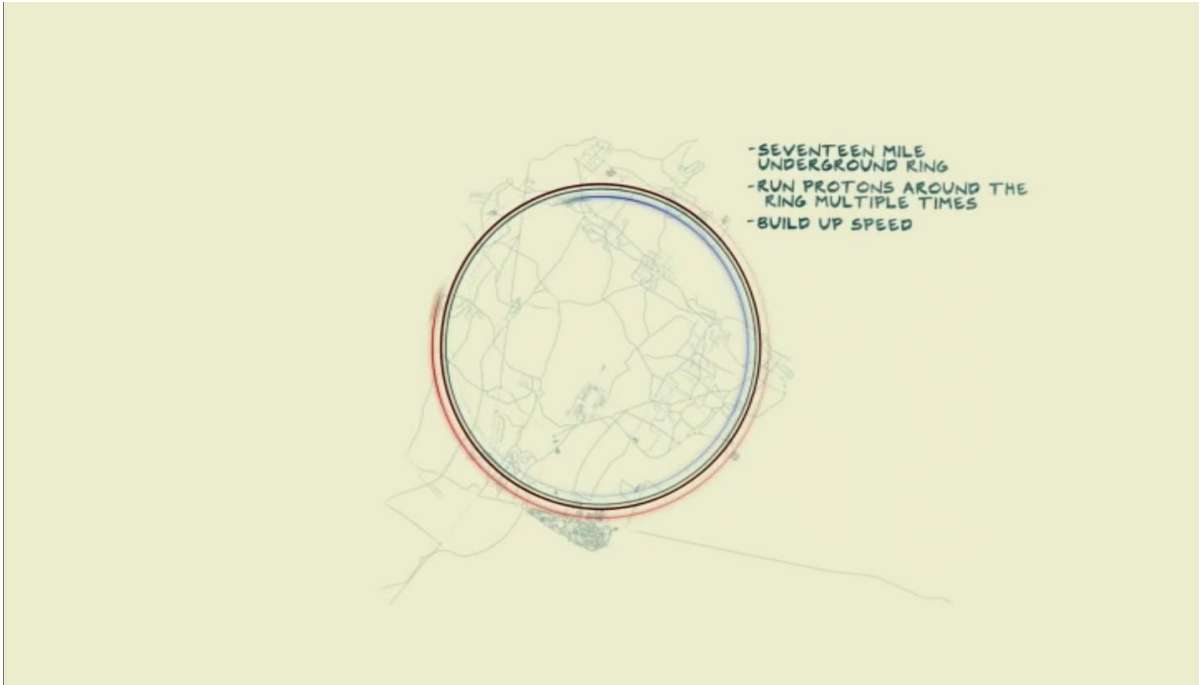 -SEVENTEEN MILE
UNDERGROUND RING
-RUN PROTONS AROUND THE
RING MULTIPLE TIMES
-BUILD UP SPEED